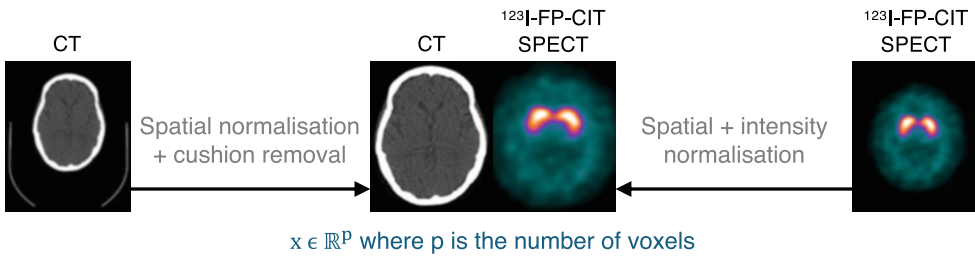 CT
Spatial normalisation
+ cushion removal
CT
¹²³I-FP-CIT
SPECT
Spatial + intensity
normalisation
¹²³I-FP-CIT
SPECT
x ϵ ℝᵖ where p is the number of voxels